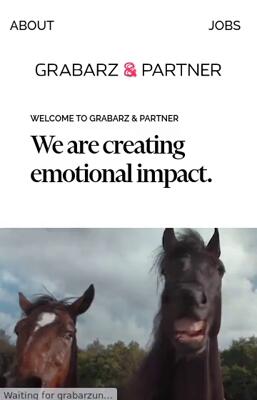 ABOUT JOBS
GRABARZ & PARTNER
WELCOME TO GRABARZ & PARTNER
We are creating
emotional impact.
Waiting for grabarzun...